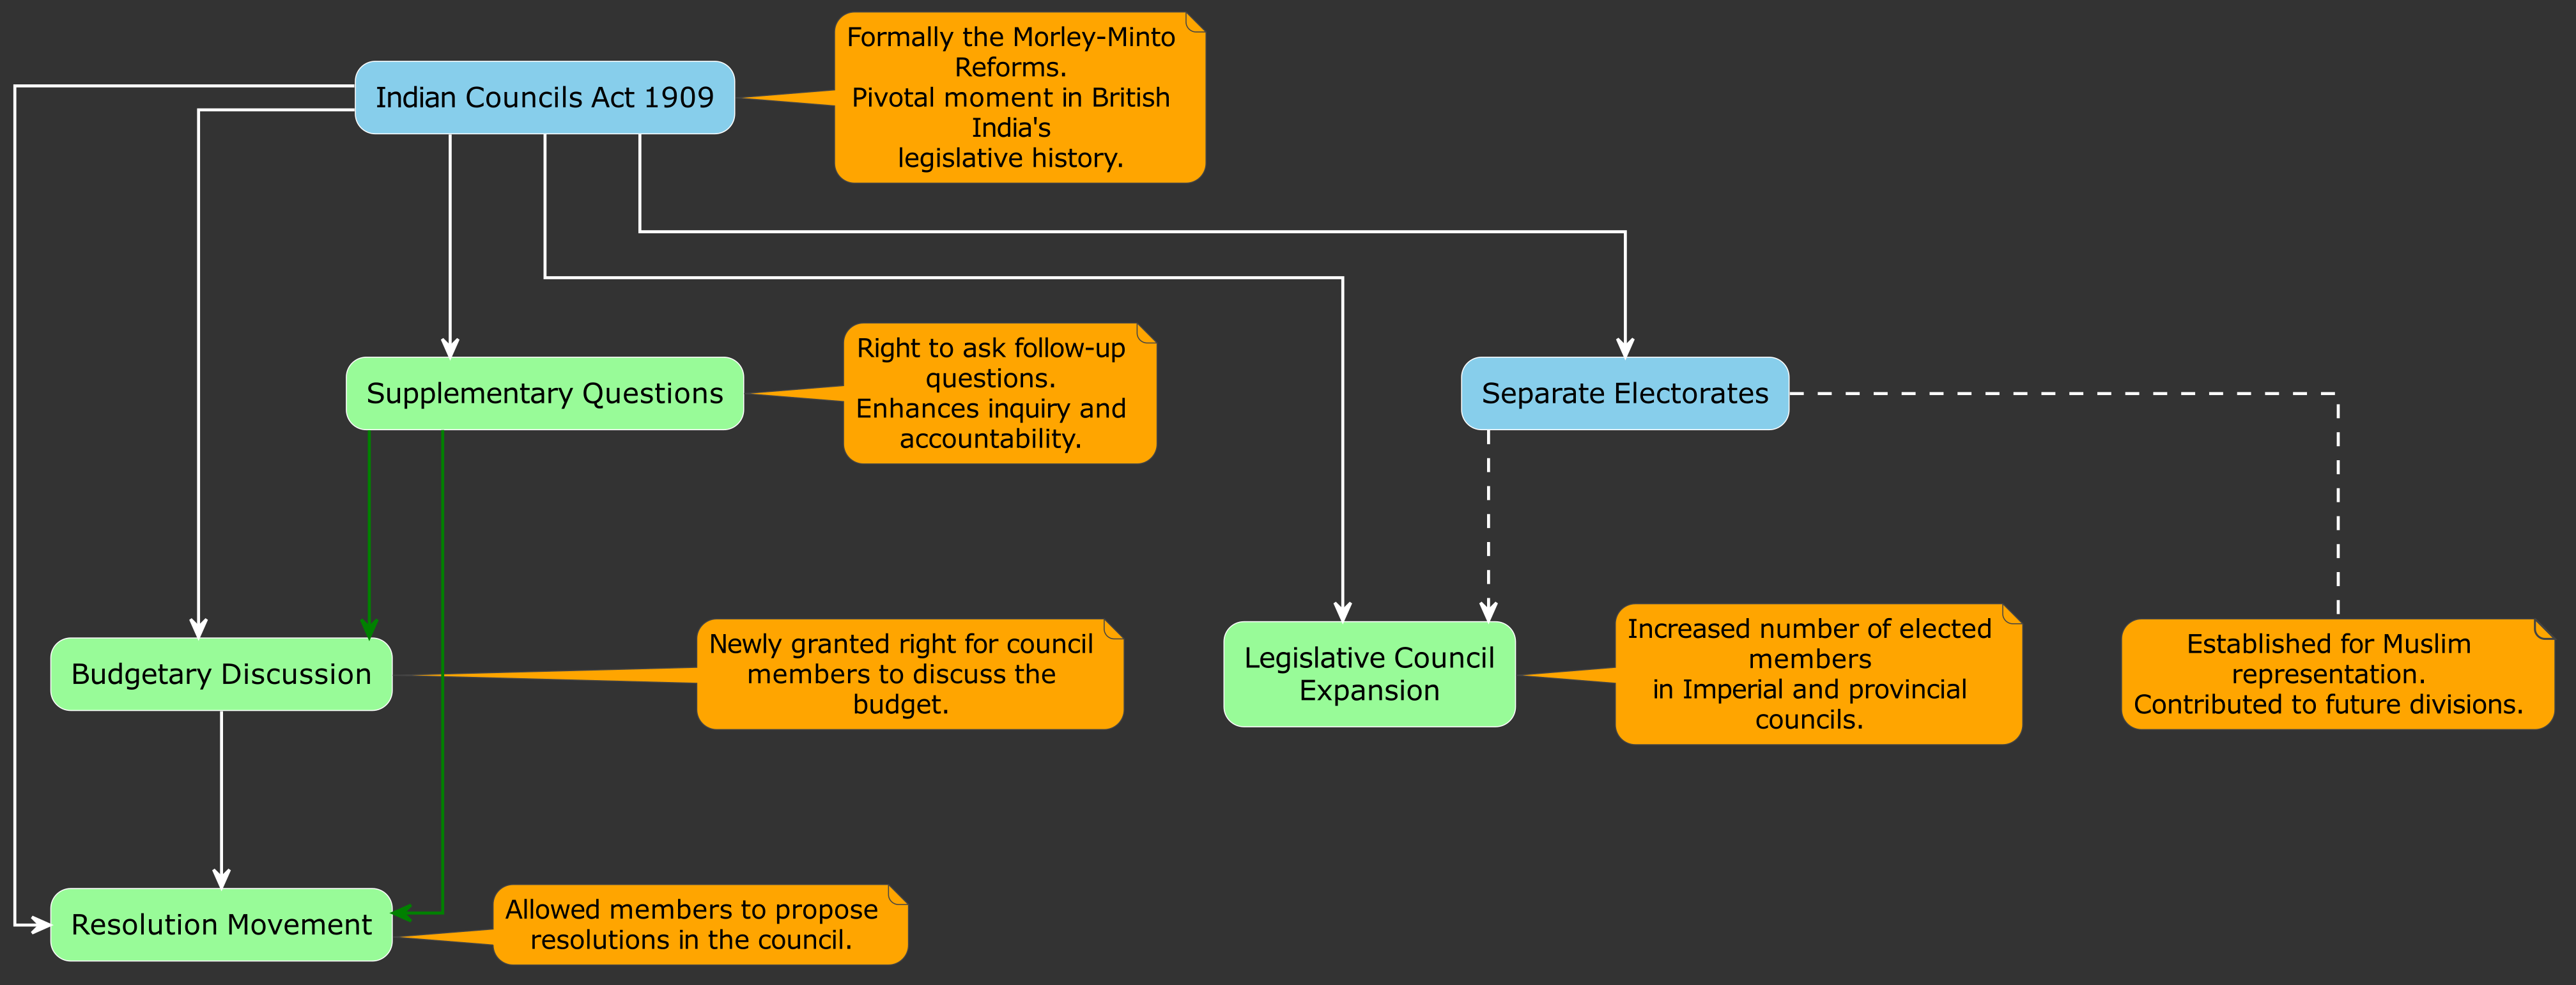 Formally the Morley-Minto
Reforms.
Pivotal moment in British
India's
legislative history.
Indian Councils Act 1909
Right to ask follow-up
questions.
Enhances inquiry and
accountability.
Supplementary Questions
Separate Electorates
Newly granted right for council
members to discuss the
budget.
Budgetary Discussion
Legislative Council
Expansion
Increased number of elected
members
in Imperial and provincial
councils.
Established for Muslim
representation.
Contributed to future divisions.
Resolution Movement
Allowed members to propose
resolutions in the council.